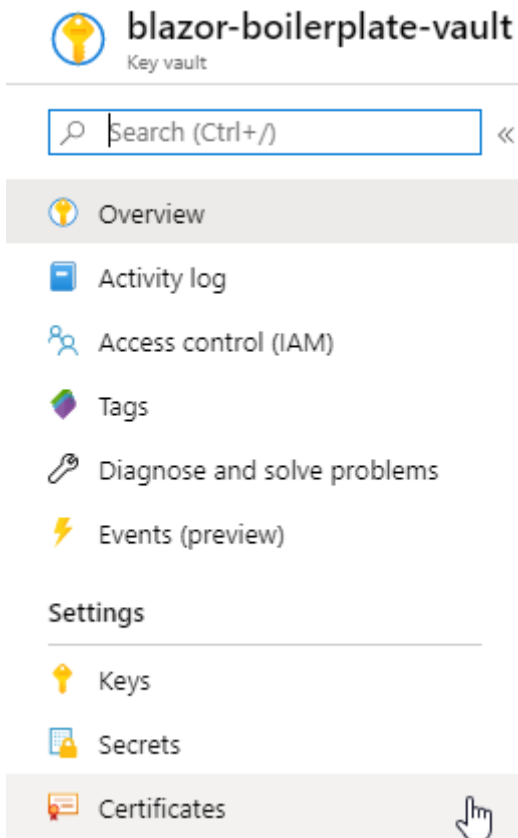 blazor-boilerplate-vault
Key vault
Search (Ctrl+/)
«
Overview
Activity log
Access control (IAM)
Tags
Diagnose and solve problems
Events (preview)
Settings
Keys
Secrets
Certificates